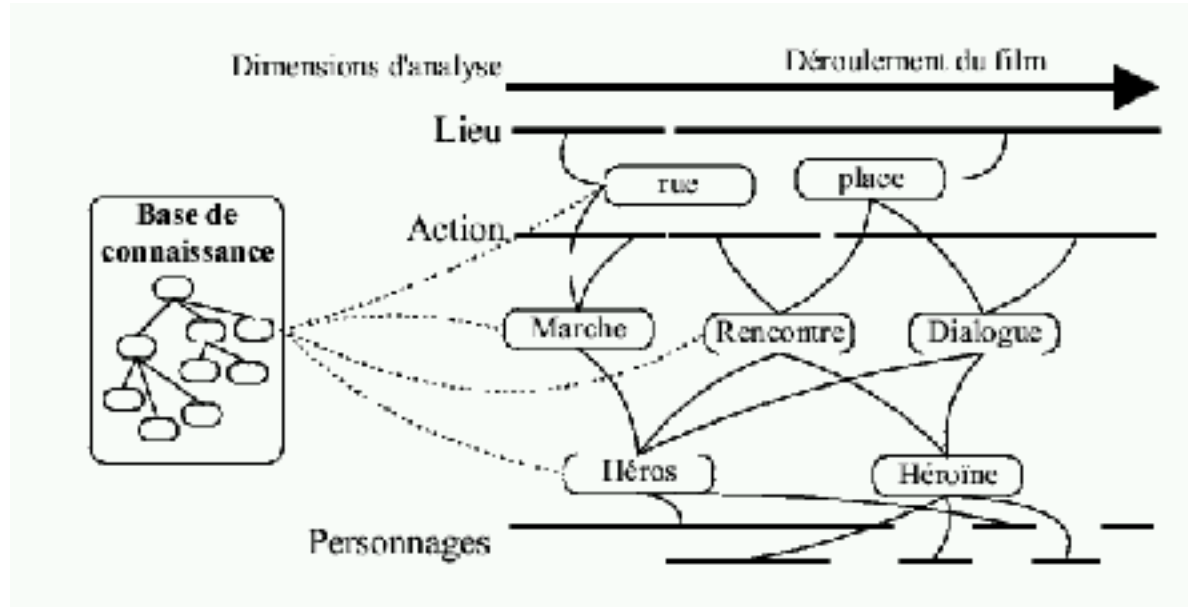 Dimensions d'analyse
Déroulement du film
Lieu
rue
place
Base de
connaissance
Action
Marche
Rencontre
Dialogue
Héros
Héroïne
Personnages